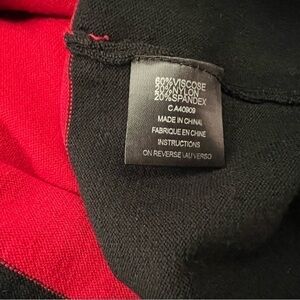 60%VISCOSE
20%NYLON
20%SPANDEX
CA40909
MADE IN CHINA
FABRIQUE EN CHINE
INSTRUCTIONS
ON REVERSE/AU VERSO